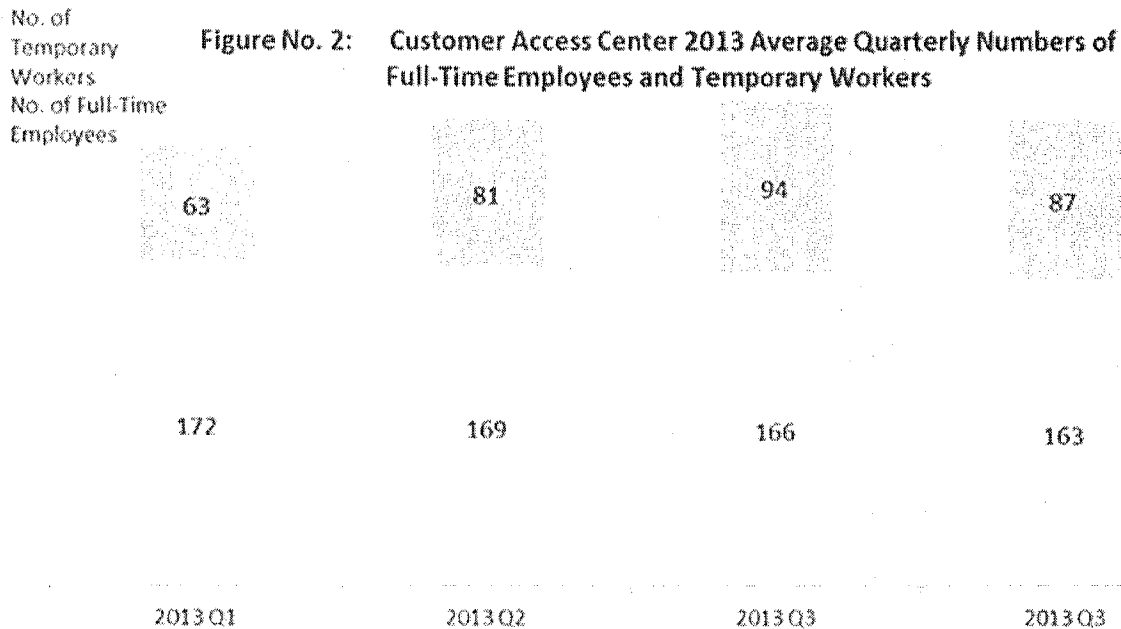 No. of
Temporary
Workers
No. of Full-Time
Employees
Figure No. 2: Customer Access Center 2013 Average Quarterly Numbers of
Full-Time Employees and Temporary Workers
63
81
94
87
172
169
166
163
2013 Q1
2013 Q2
2013 Q3
2013 Q3